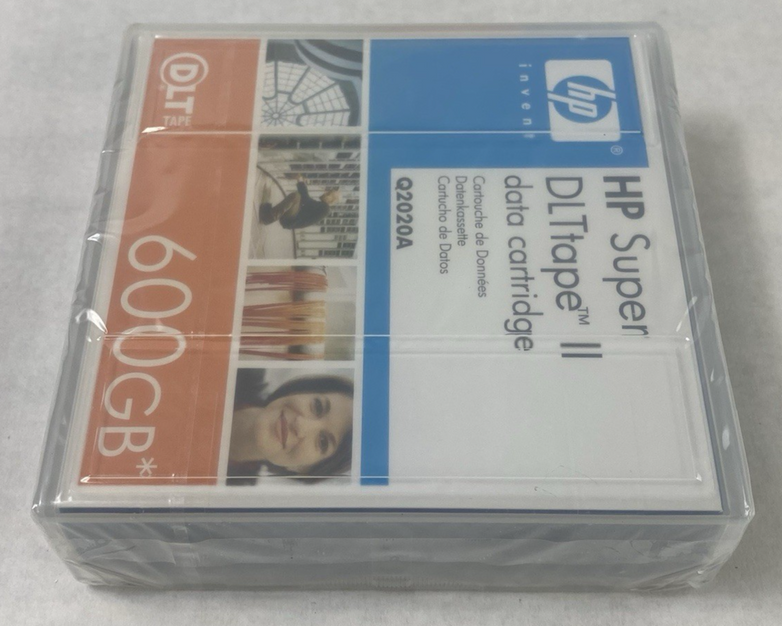 hp
®
invent
HP Super
DLTtape™ II
data cartridge
Cartouche de Données
Datenkassette
Cartucho de Datos
Q2020A
DLT
TAPE
600GB*